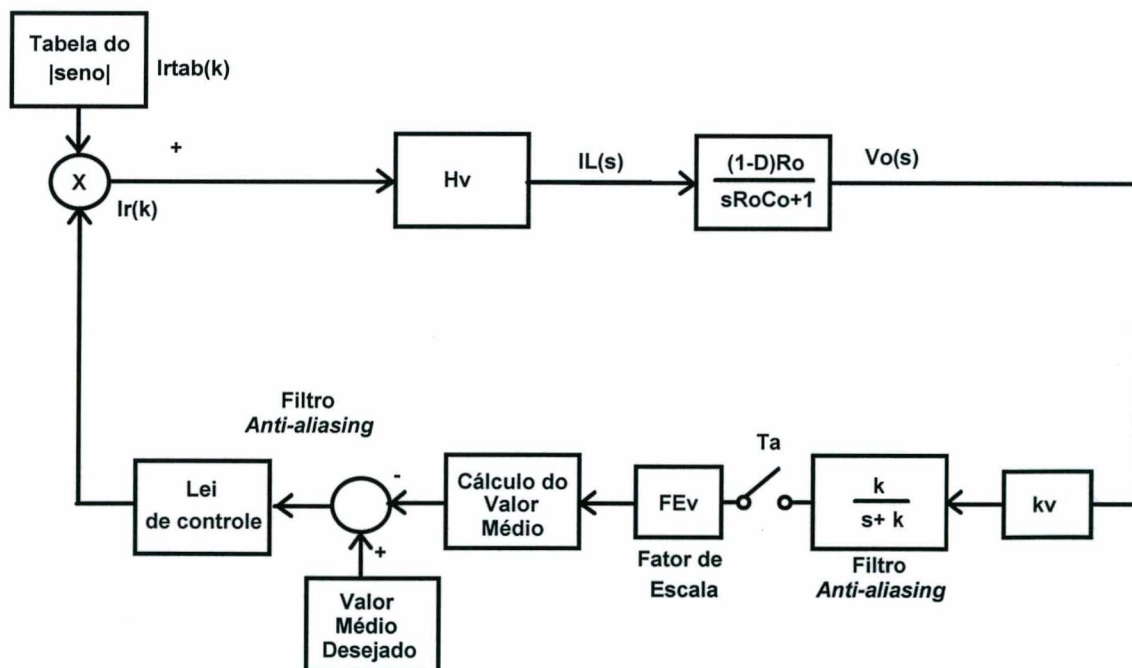 Tabela do
|seno|
Irtab(k)
+
X
Ir(k)
Hv
IL(s)
(1-D)Ro
sRoCo+1
Vo(s)
Filtro
Anti-aliasing
Lei
de controle
-
+
Valor
Médio
Desejado
Cálculo do
Valor
Médio
FEv
Fator de
Escala
Ta
k
s+ k
Filtro
Anti-aliasing
kv